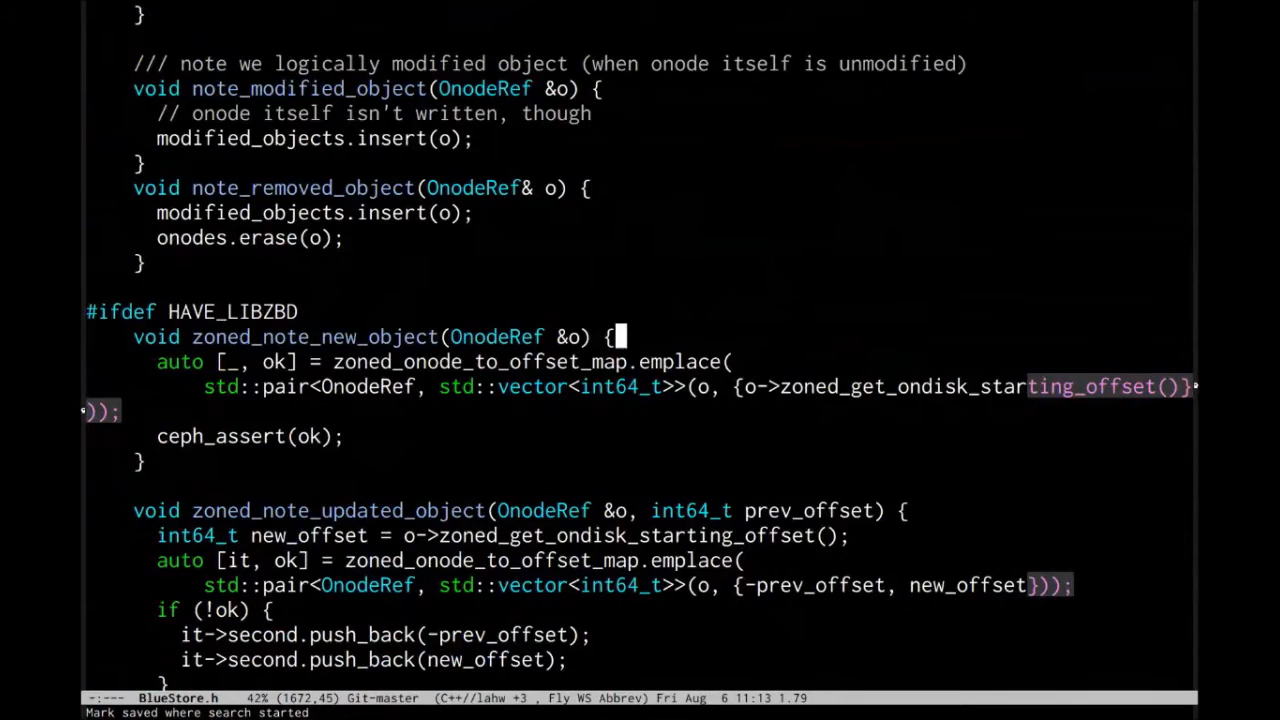 }

    /// note we logically modified object (when onode itself is unmodified)
    void note_modified_object(OnodeRef &o) {
      // onode itself isn't written, though
      modified_objects.insert(o);
    }
    void note_removed_object(OnodeRef& o) {
      modified_objects.insert(o);
      onodes.erase(o);
    }

#ifdef HAVE_LIBZBD
    void zoned_note_new_object(OnodeRef &o) {
      auto [_, ok] = zoned_onode_to_offset_map.emplace(
          std::pair<OnodeRef, std::vector<int64_t>>(o, {o->zoned_get_ondisk_starting_offset()}
));
      ceph_assert(ok);
    }

    void zoned_note_updated_object(OnodeRef &o, int64_t prev_offset) {
      int64_t new_offset = o->zoned_get_ondisk_starting_offset();
      auto [it, ok] = zoned_onode_to_offset_map.emplace(
          std::pair<OnodeRef, std::vector<int64_t>>(o, {-prev_offset, new_offset}));
      if (!ok) {
        it->second.push_back(-prev_offset);
        it->second.push_back(new_offset);
      }
-:---  BlueStore.h    42% (1672,45) Git-master  (C++//lahw +3 , Fly WS Abbrev) Fri Aug  6 11:13 1.79
Mark saved where search started